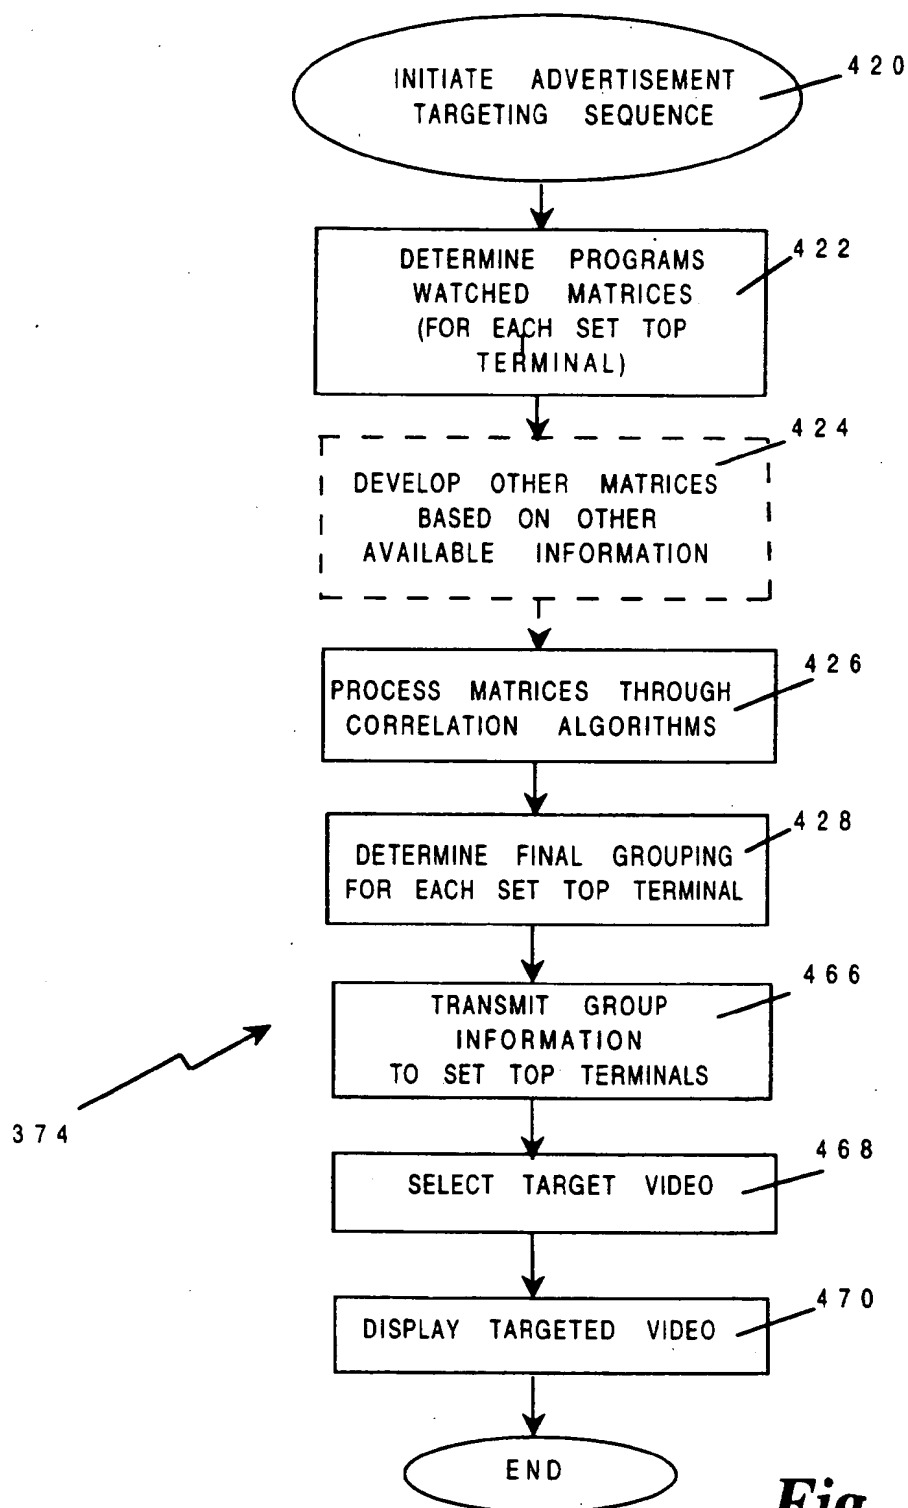 INITIATE ADVERTISEMENT
TARGETING SEQUENCE
420
DETERMINE PROGRAMS
WATCHED MATRICES
(FOR EACH SET TOP
TERMINAL)
422
424
DEVELOP OTHER MATRICES
BASED ON OTHER
AVAILABLE INFORMATION
426
PROCESS MATRICES THROUGH
CORRELATION ALGORITHMS
428
DETERMINE FINAL GROUPING
FOR EACH SET TOP TERMINAL
466
TRANSMIT GROUP
INFORMATION
TO SET TOP TERMINALS
374
468
SELECT TARGET VIDEO
470
DISPLAY TARGETED VIDEO
END
Fig